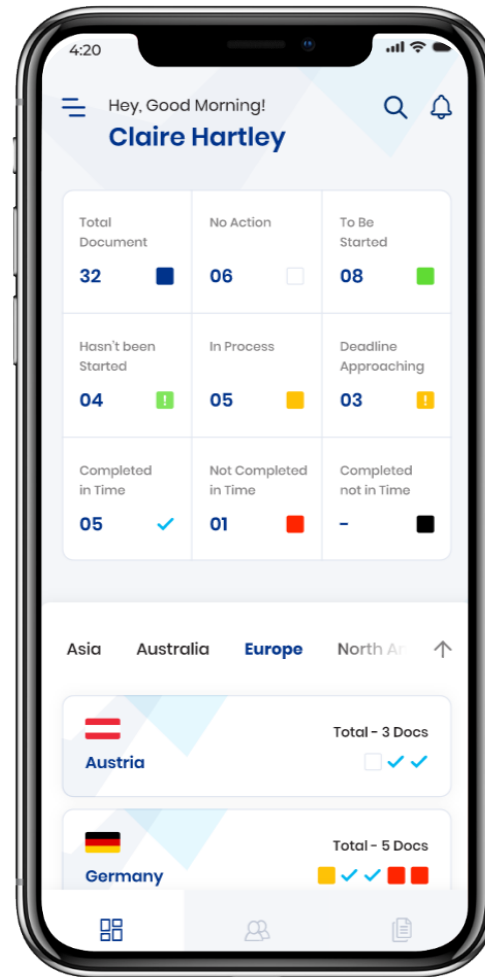 4:20
Hey, Good Morning!
Claire Hartley
Total
Document
32
No Action
06
To Be
Started
08
Hasn't been
Started
04
!
In Process
05
Deadline
Approaching
03
!
Completed
in Time
05
Not Completed
in Time
01
Completed
not in Time
-
Asia Australia Europe North Ar
Total - 3 Docs
Austria
Total - 5 Docs
Germany